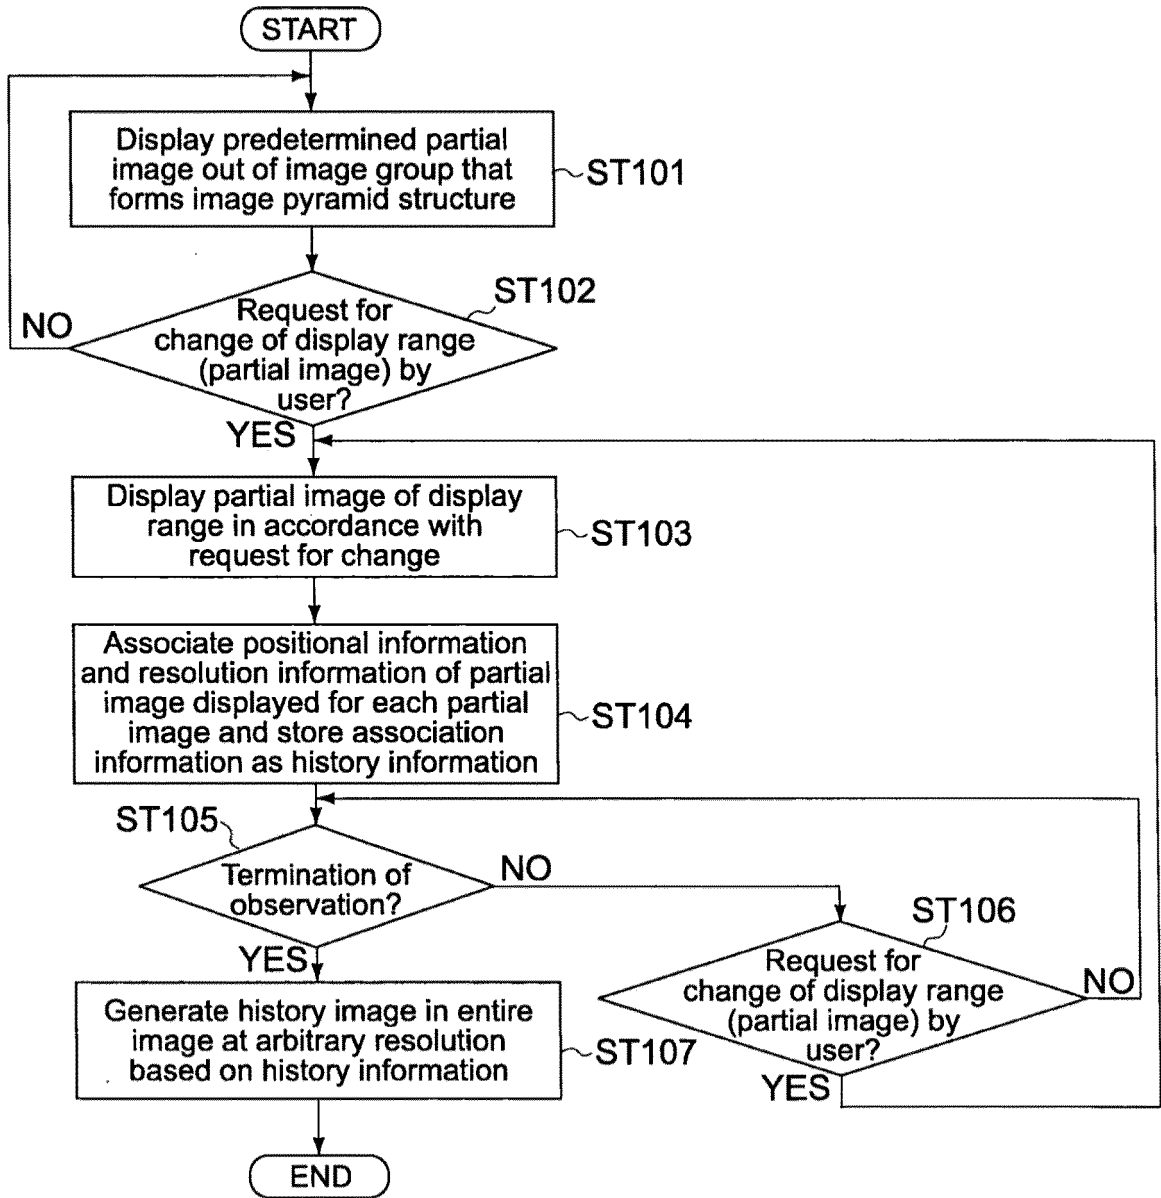 START
Display predetermined partial
image out of image group that
forms image pyramid structure
ST101
ST102
Request for
change of display range
(partial image) by
user?
NO
YES
Display partial image of display
range in accordance with
request for change
ST103
Associate positional information
and resolution information of partial
image displayed for each partial
image and store association
information as history information
ST104
ST105
Termination of
observation?
NO
YES
ST106
Request for
change of display range
(partial image) by
user?
NO
YES
Generate history image in entire
image at arbitrary resolution
based on history information
ST107
END